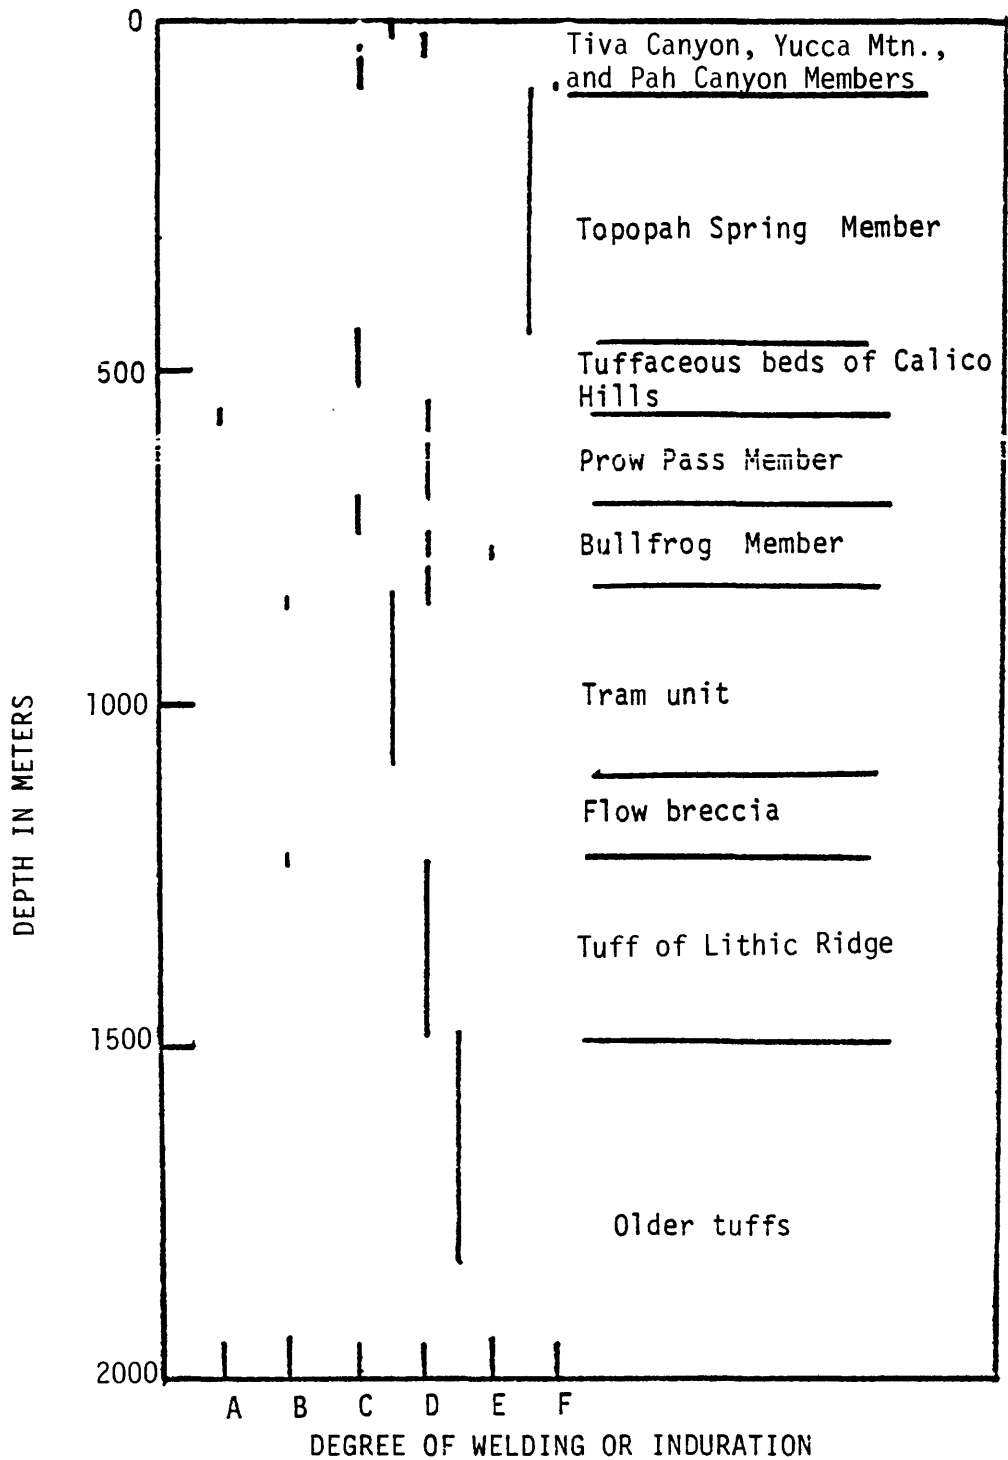 0
Tiva Canyon, Yucca Mtn.,
and Pah Canyon Members
Topopah Spring Member
500
Tuffaceous beds of Calico
Hills
Prow Pass Member
Bullfrog Member
1000
Tram unit
Flow breccia
Tuff of Lithic Ridge
1500
Older tuffs
2000
DEPTH IN METERS
A B C D E F
DEGREE OF WELDING OR INDURATION